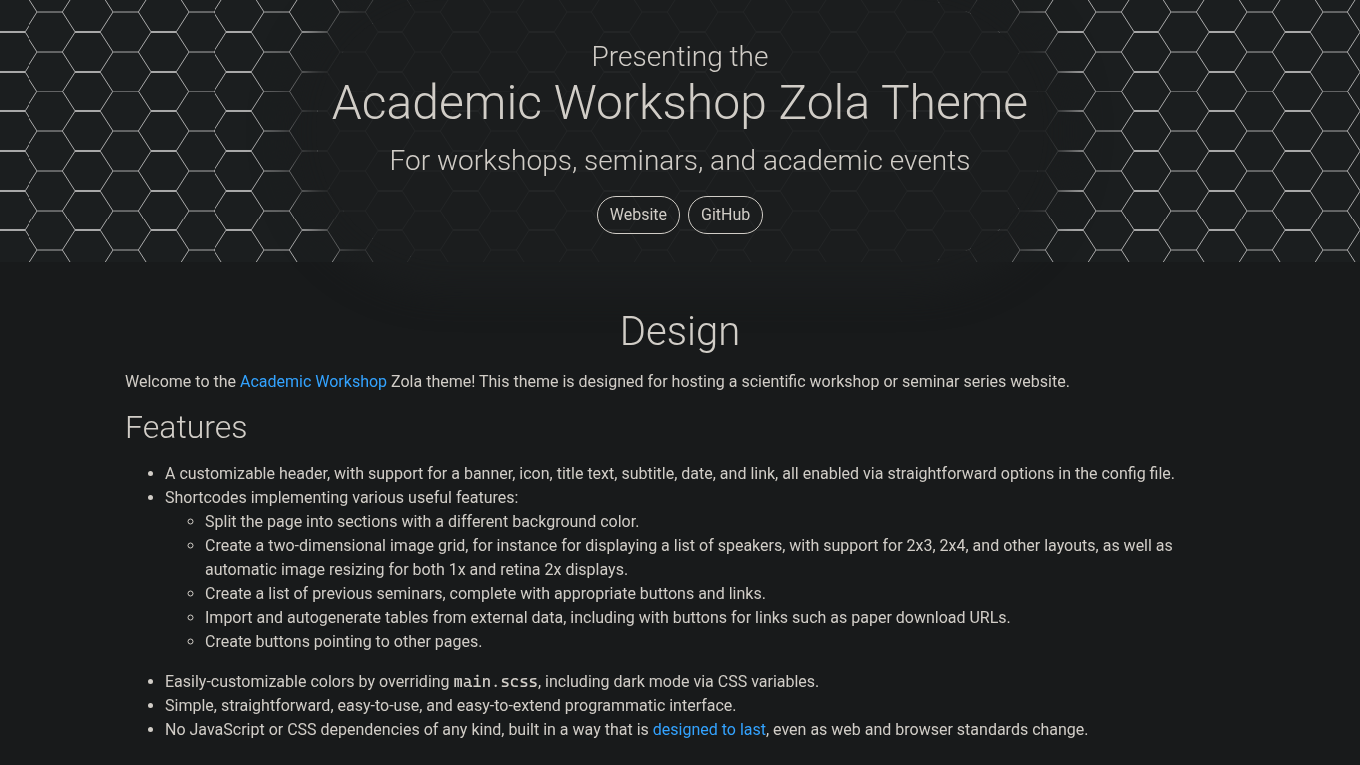 Presenting the
Academic Workshop Zola Theme
For workshops, seminars, and academic events
Website GitHub
Design
Welcome to the Academic Workshop Zola theme! This theme is designed for hosting a scientific workshop or seminar series website.
Features
• A customizable header, with support for a banner, icon, title text, subtitle, date, and link, all enabled via straightforward options in the config file.
• Shortcodes implementing various useful features:
◦ Split the page into sections with a different background color.
◦ Create a two-dimensional image grid, for instance for displaying a list of speakers, with support for 2x3, 2x4, and other layouts, as well as
automatic image resizing for both 1x and retina 2x displays.
◦ Create a list of previous seminars, complete with appropriate buttons and links.
◦ Import and autogenerate tables from external data, including with buttons for links such as paper download URLs.
◦ Create buttons pointing to other pages.
• Easily-customizable colors by overriding main.scss, including dark mode via CSS variables.
• Simple, straightforward, easy-to-use, and easy-to-extend programmatic interface.
• No JavaScript or CSS dependencies of any kind, built in a way that is designed to last, even as web and browser standards change.